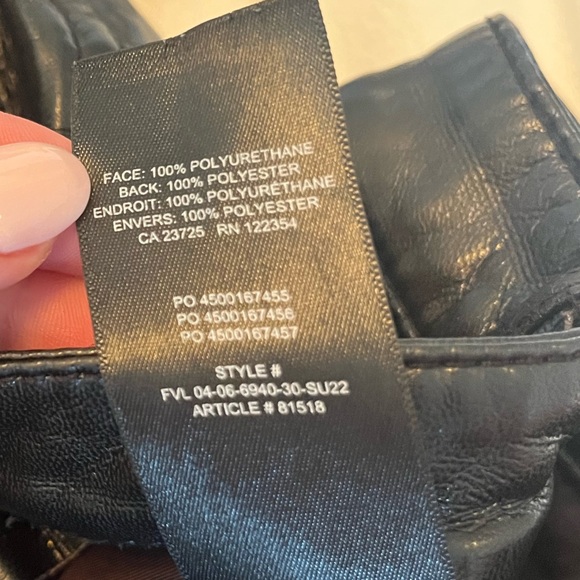 FACE: 100% POLYURETHANE
BACK: 100% POLYESTER
ENDROIT: 100% POLYURETHANE
ENVERS: 100% POLYESTER
CA 23725 RN 122354
PO 4500167455
PO 4500167456
PO 4500167457
STYLE #
FVL 04-06-6940-30-SU22
ARTICLE # 81518